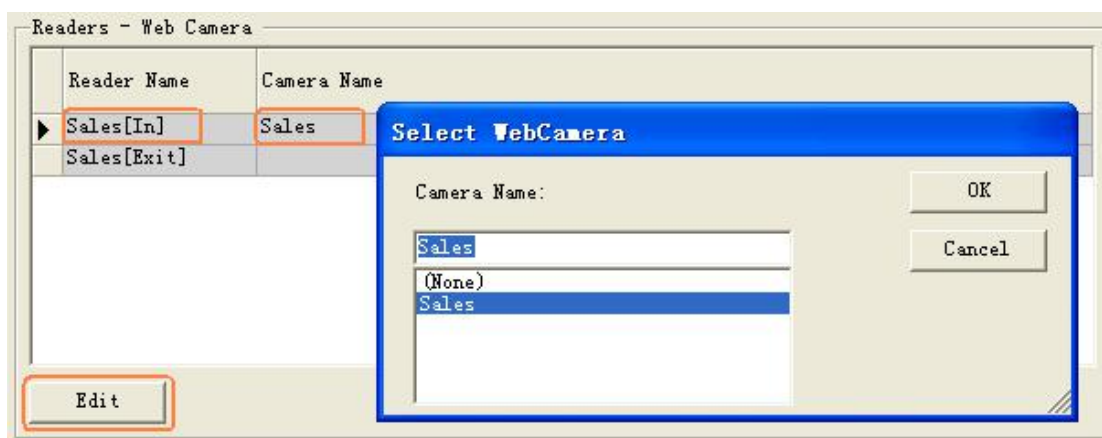 Readers - Web Camera
Reader Name Camera Name
Sales[In] Sales
Sales[Exit]
Select WebCamera
Camera Name:
OK
Sales
Cancel
(None)
Sales
Edit